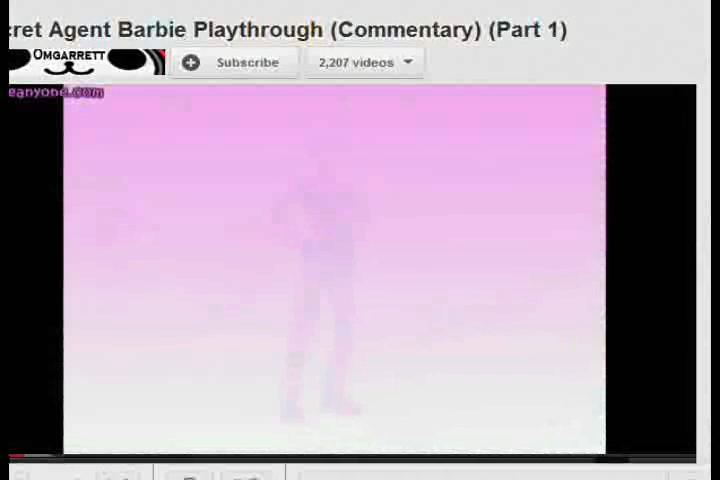 cret Agent Barbie Playthrough (Commentary) (Part 1)
OMGARRETT
Subscribe
2,207 videos
eanyone.com